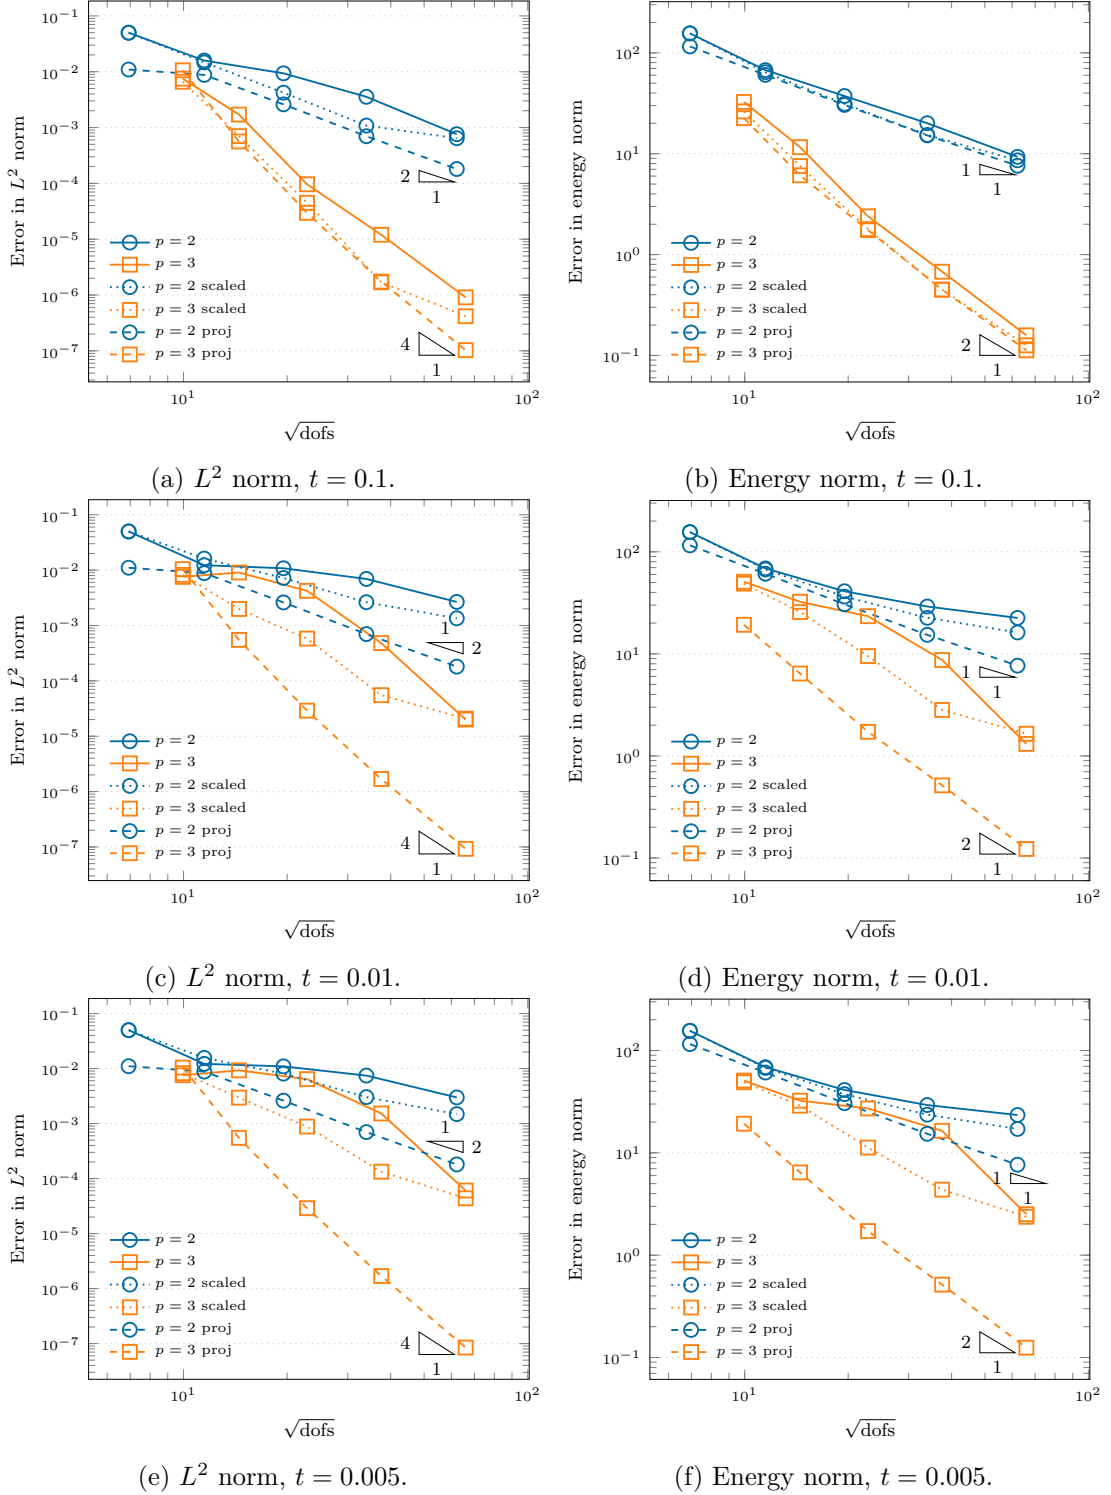 10^{-1}
10^{-2}
10^{-3}
10^{-4}
10^{-5}
10^{-6}
10^{-7}
Error in L^2 norm
p = 2
p = 3
p = 2 scaled
p = 3 scaled
p = 2 proj
p = 3 proj
2
1
4
1
10^1
10^2
√dofs
(a) L^2 norm, t = 0.1.
10^2
10^1
10^0
10^{-1}
Error in energy norm
p = 2
p = 3
p = 2 scaled
p = 3 scaled
p = 2 proj
p = 3 proj
1
1
2
1
10^1
10^2
√dofs
(b) Energy norm, t = 0.1.
10^{-1}
10^{-2}
10^{-3}
10^{-4}
10^{-5}
10^{-6}
10^{-7}
Error in L^2 norm
p = 2
p = 3
p = 2 scaled
p = 3 scaled
p = 2 proj
p = 3 proj
1
2
4
1
10^1
10^2
√dofs
(c) L^2 norm, t = 0.01.
10^2
10^1
10^0
10^{-1}
Error in energy norm
p = 2
p = 3
p = 2 scaled
p = 3 scaled
p = 2 proj
p = 3 proj
1
1
2
1
10^1
10^2
√dofs
(d) Energy norm, t = 0.01.
10^{-1}
10^{-2}
10^{-3}
10^{-4}
10^{-5}
10^{-6}
10^{-7}
Error in L^2 norm
p = 2
p = 3
p = 2 scaled
p = 3 scaled
p = 2 proj
p = 3 proj
1
2
4
1
10^1
10^2
√dofs
(e) L^2 norm, t = 0.005.
10^2
10^1
10^0
10^{-1}
Error in energy norm
p = 2
p = 3
p = 2 scaled
p = 3 scaled
p = 2 proj
p = 3 proj
1
1
2
1
10^1
10^2
√dofs
(f) Energy norm, t = 0.005.